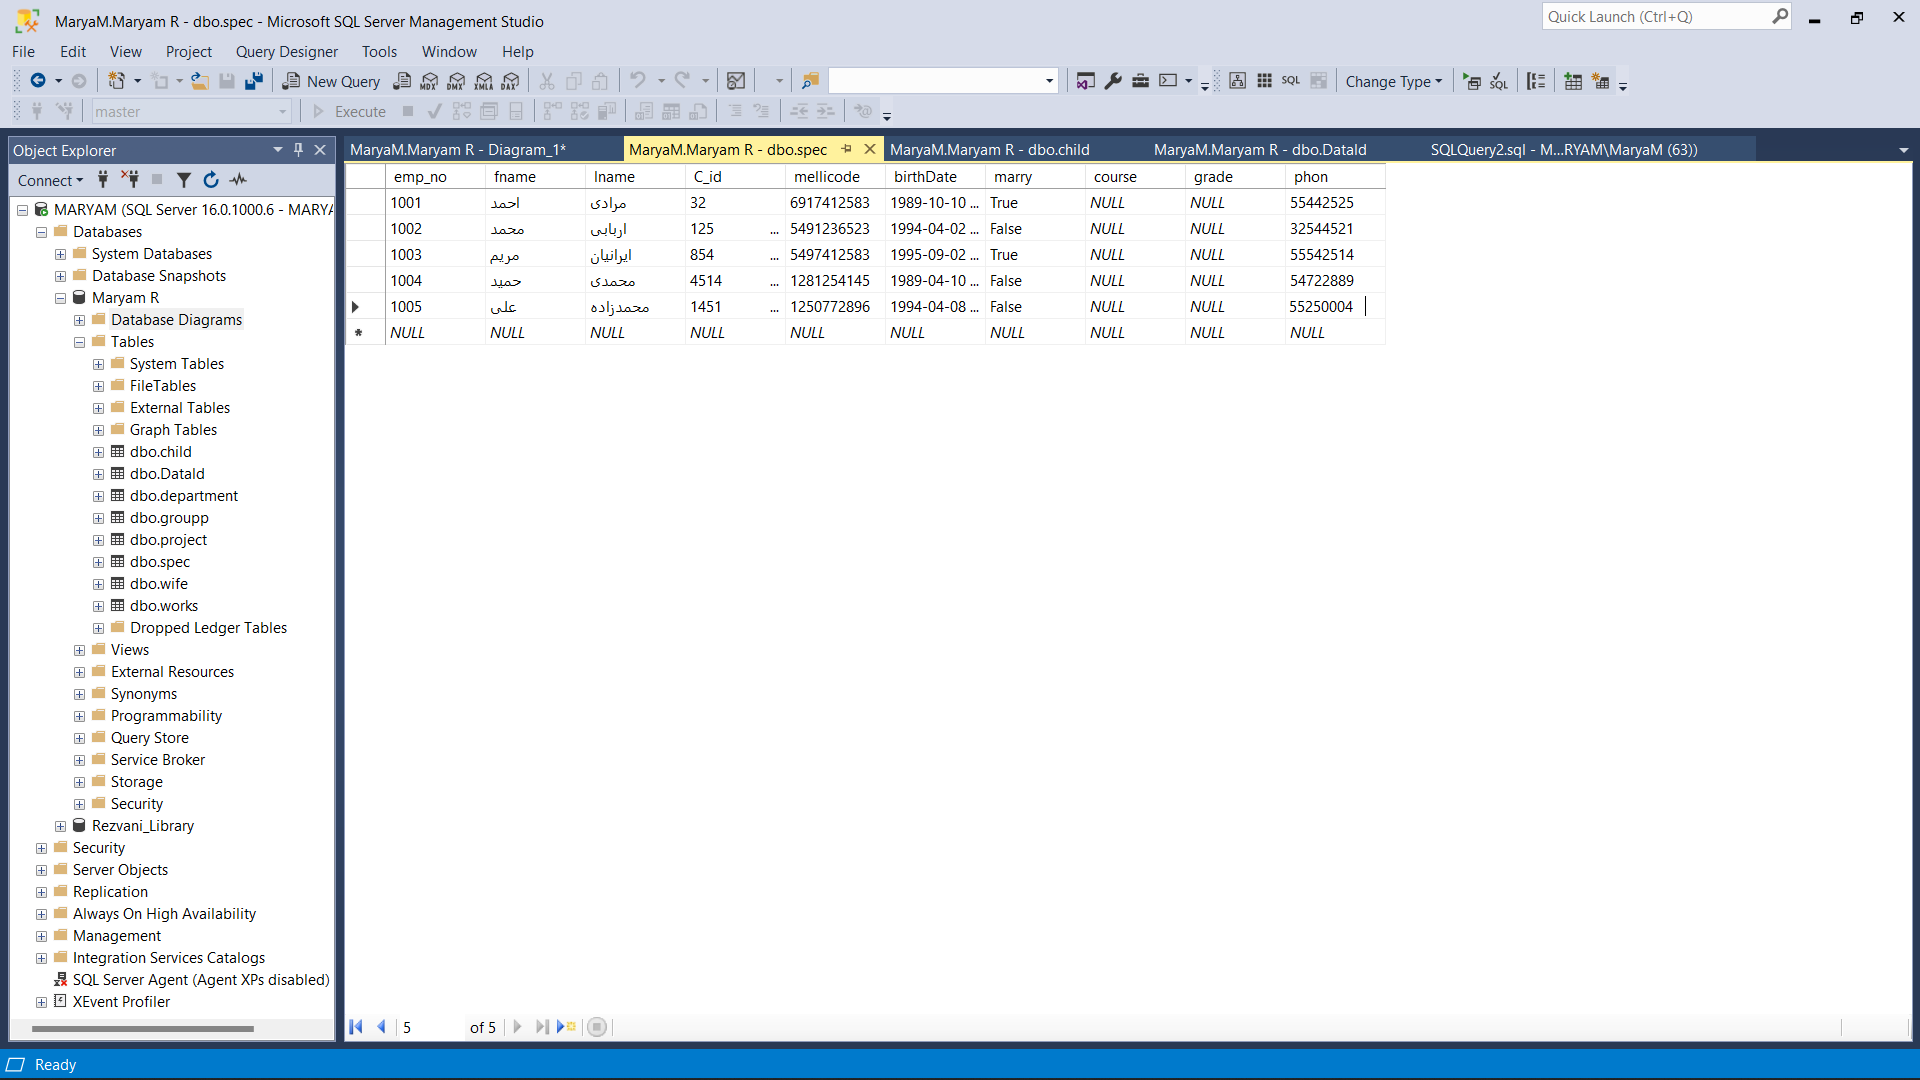 MaryaM.Maryam R - dbo.spec - Microsoft SQL Server Management Studio
Quick Launch (Ctrl+Q)
File Edit View Project Query Designer Tools Window Help
New Query MDX DMX XMLA DAX SQL Change Type SQL
master Execute
Object Explorer
MaryaM.Maryam R - Diagram_1* MaryaM.Maryam R - dbo.spec MaryaM.Maryam R - dbo.child MaryaM.Maryam R - dbo.DataId SQLQuery2.sql - M...RYAM\MaryaM (63))
Connect
MARYAM (SQL Server 16.0.1000.6 - MARYA
Databases
System Databases
Database Snapshots
Maryam R
Database Diagrams
Tables
System Tables
FileTables
External Tables
Graph Tables
dbo.child
dbo.DataId
dbo.department
dbo.groupp
dbo.project
dbo.spec
dbo.wife
dbo.works
Dropped Ledger Tables
Views
External Resources
Synonyms
Programmability
Query Store
Service Broker
Storage
Security
Rezvani_Library
Security
Server Objects
Replication
Always On High Availability
Management
Integration Services Catalogs
SQL Server Agent (Agent XPs disabled)
XEvent Profiler
emp_no fname lname C_id mellicode birthDate marry course grade phon
1001 احمد مرادی 32 6917412583 1989-10-10 ... True NULL NULL 55442525
1002 محمد اربابی 125 ... 5491236523 1994-04-02 ... False NULL NULL 32544521
1003 مریم ایرانیان 854 ... 5497412583 1995-09-02 ... True NULL NULL 55542514
1004 حمید محمدی 4514 ... 1281254145 1989-04-10 ... False NULL NULL 54722889
1005 علی محمدزاده 1451 ... 1250772896 1994-04-08 ... False NULL NULL 55250004
NULL NULL NULL NULL NULL NULL NULL NULL NULL NULL
5 of 5
Ready